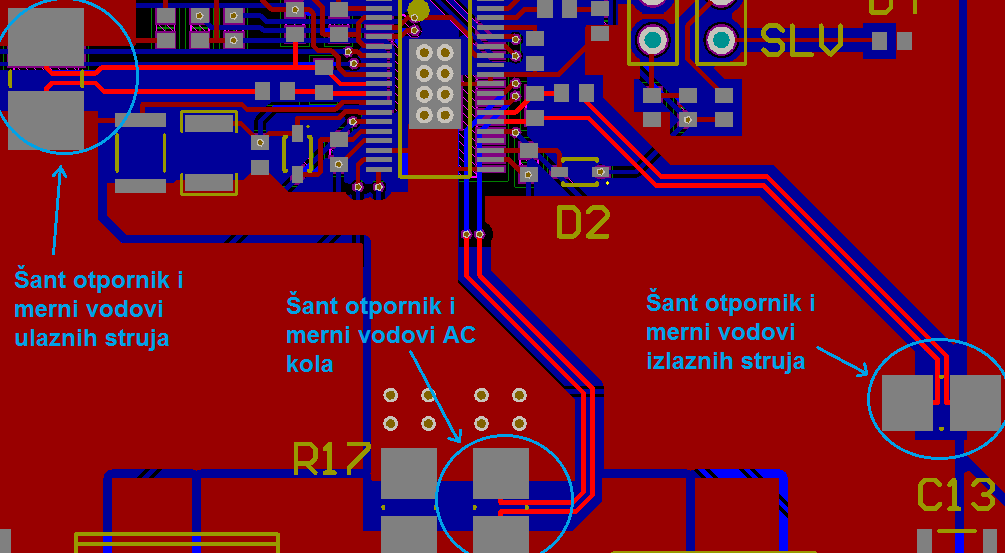 SLV
D2
Šant otpornik i
merni vodovi
ulaznih struja
Šant otpornik i
merni vodovi AC
kola
Šant otpornik i
merni vodovi
izlaznih struja
R17
C13